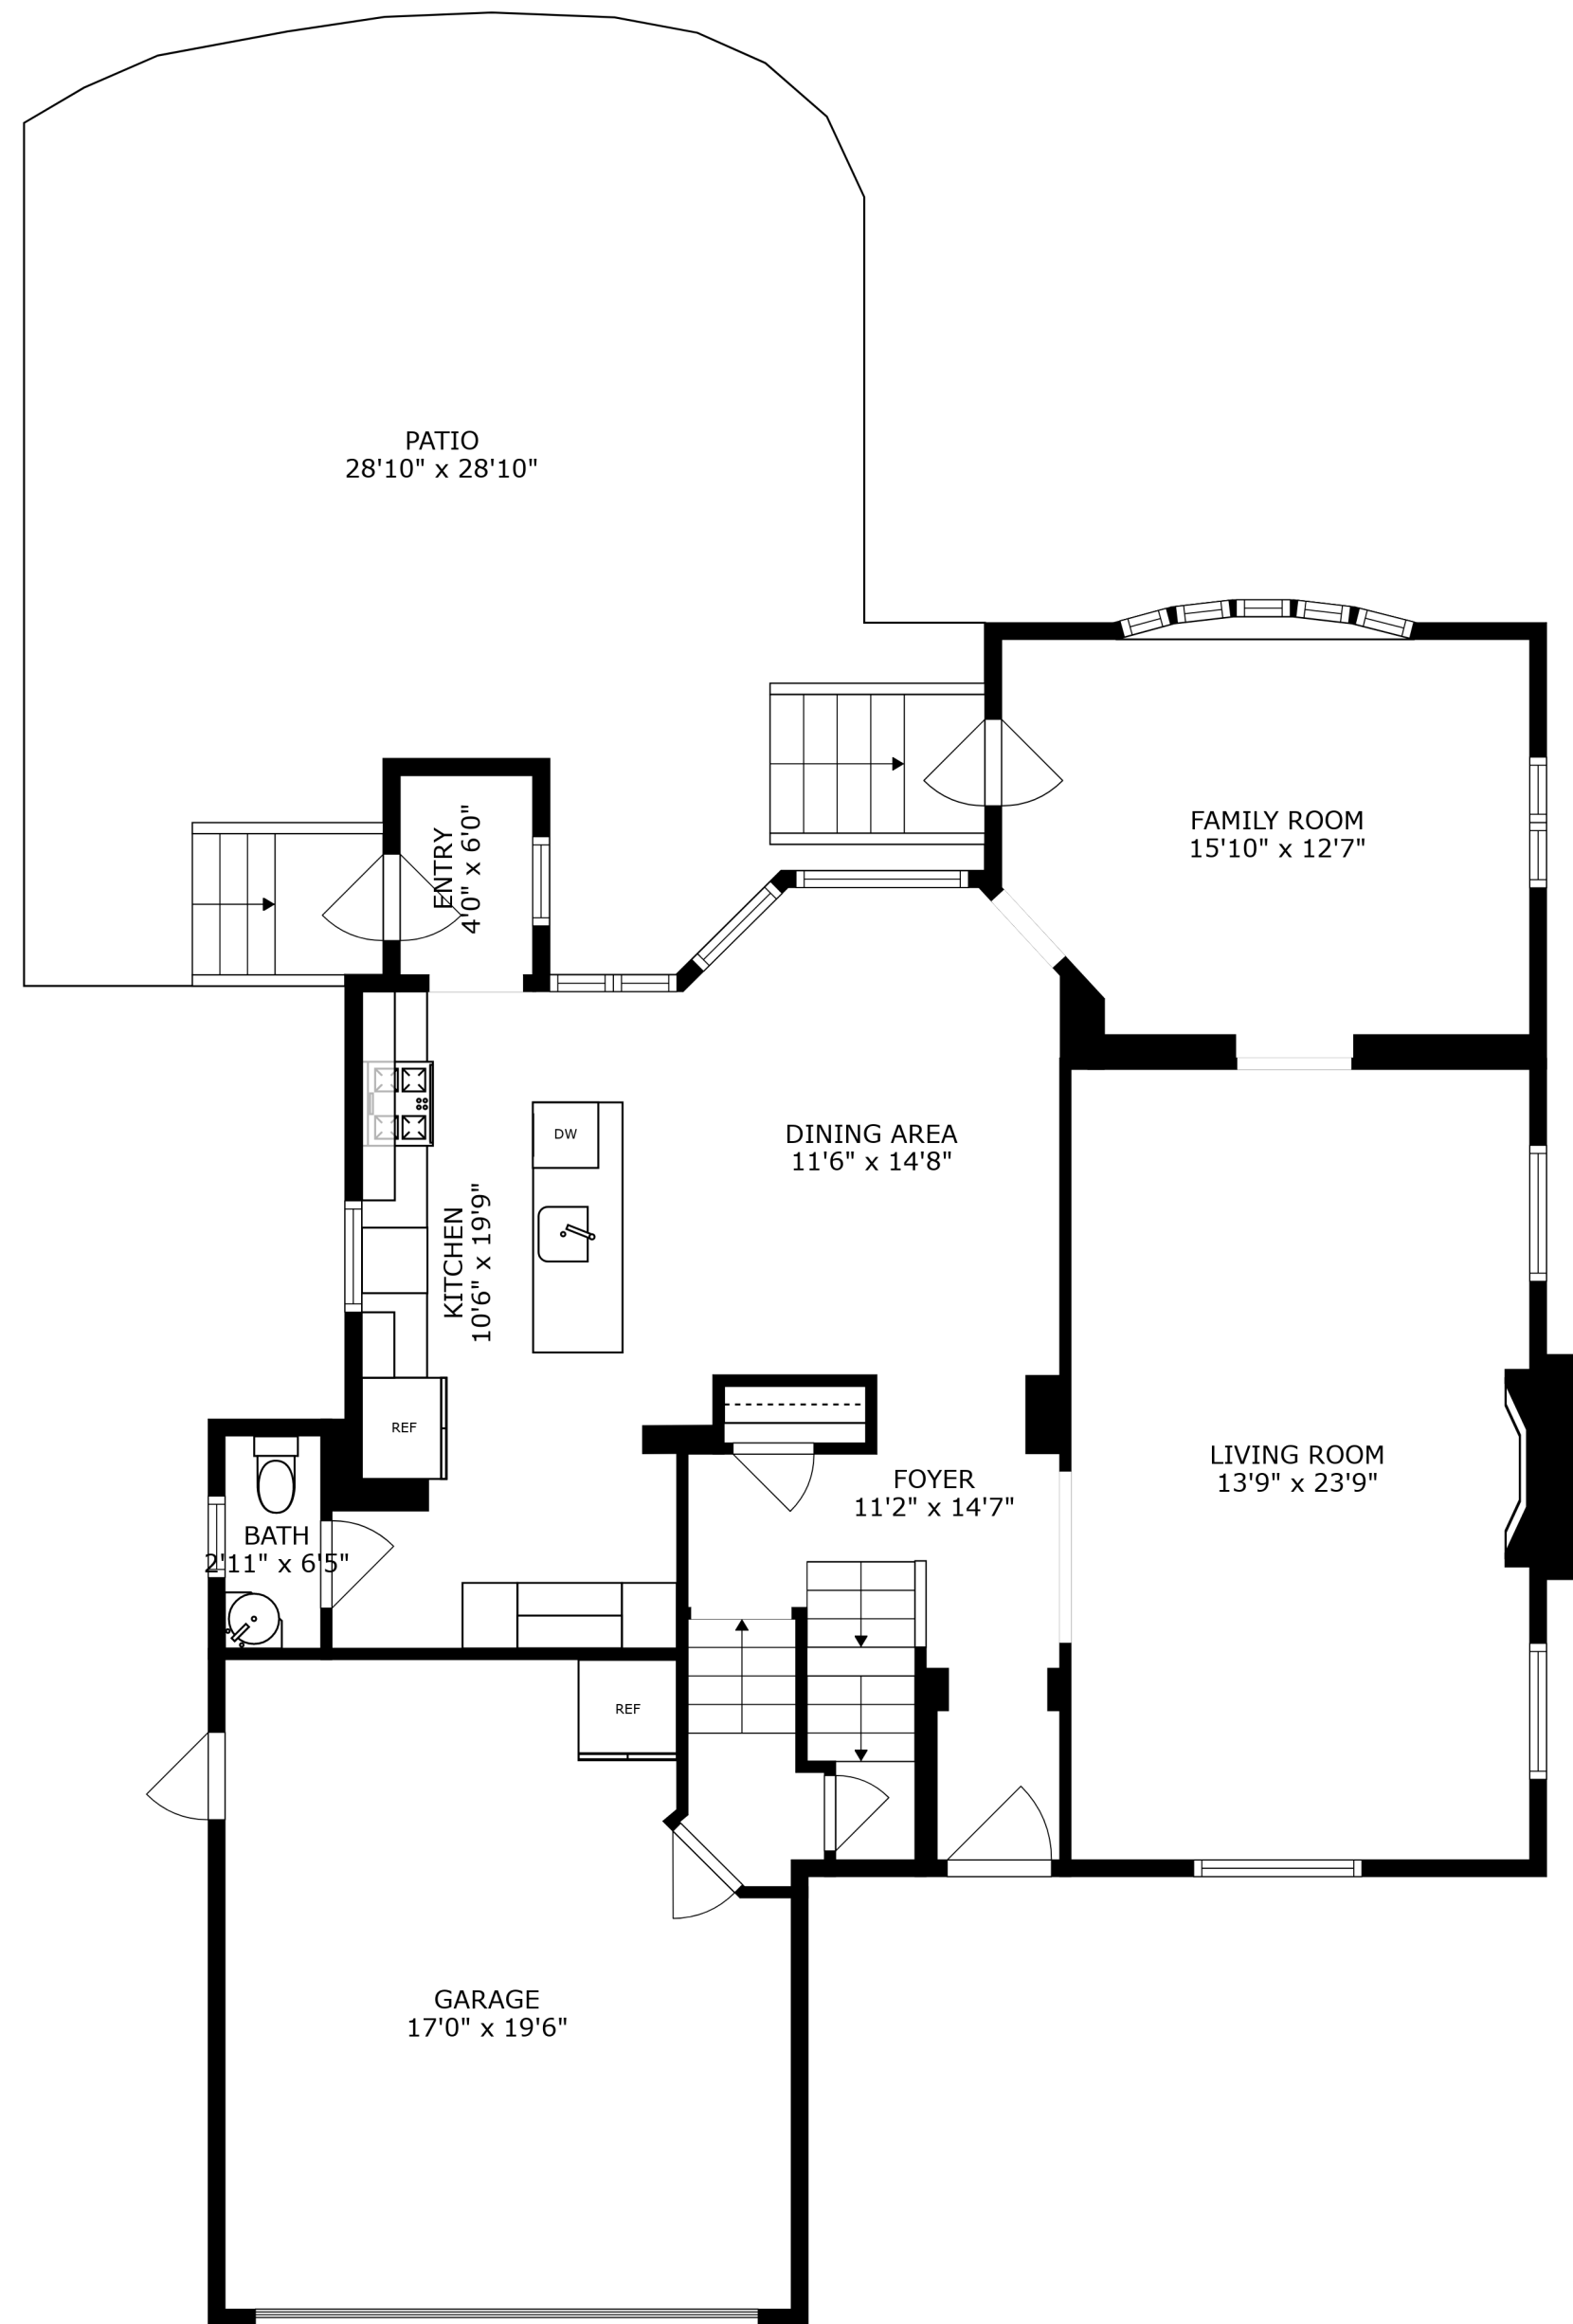 PATIO
28'10" x 28'10"
FAMILY ROOM
15'10" x 12'7"
ENTRY
4'0" x 6'0"
DW
DINING AREA
11'6" x 14'8"
KITCHEN
10'6" x 19'9"
REF
LIVING ROOM
13'9" x 23'9"
FOYER
11'2" x 14'7"
BATH
2'11" x 6'5"
REF
GARAGE
17'0" x 19'6"